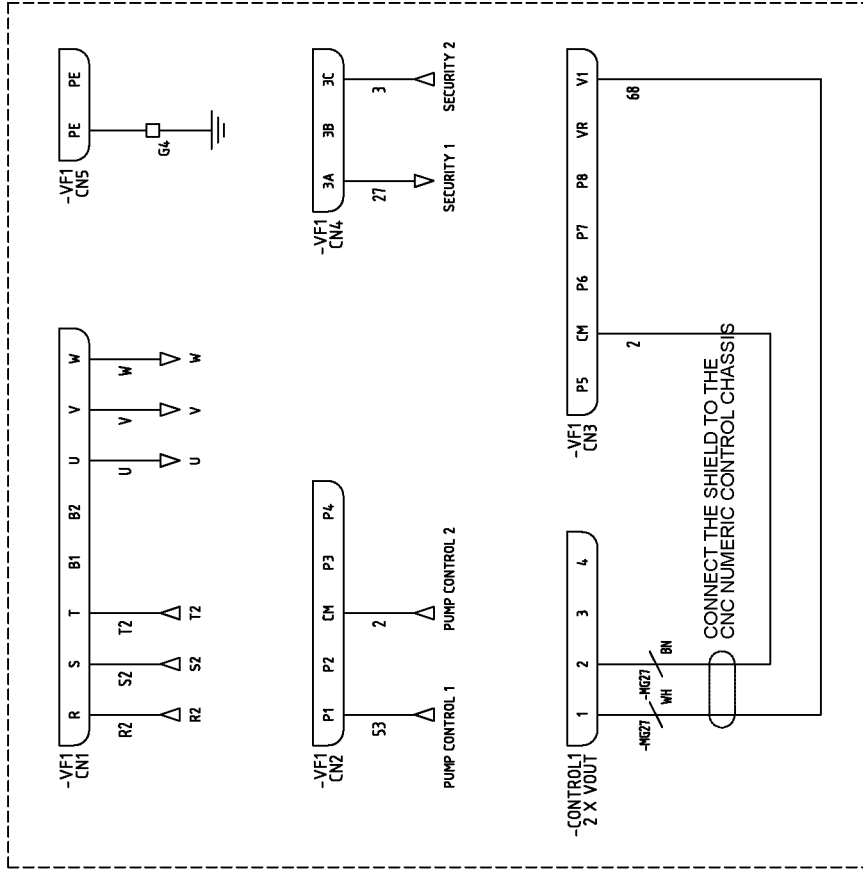 -VF1
CN1
R
S
T
B1
B2
U
V
W
R2
S2
T2
U
V
W
R2
S2
T2
U
V
W
-VF1
CN5
PE
PE
G4
-VF1
CN2
P1
P2
CM
P3
P4
53
2
PUMP CONTROL 1
PUMP CONTROL 2
-VF1
CN4
3A
3B
3C
27
3
SECURITY 1
SECURITY 2
-CONTROL1
2 X VOUT
1
2
3
4
-MG27
WH
-MG27
BN
CONNECT THE SHIELD TO THE
CNC NUMERIC CONTROL CHASSIS
-VF1
CN3
P5
CM
P6
P7
P8
VR
V1
2
68